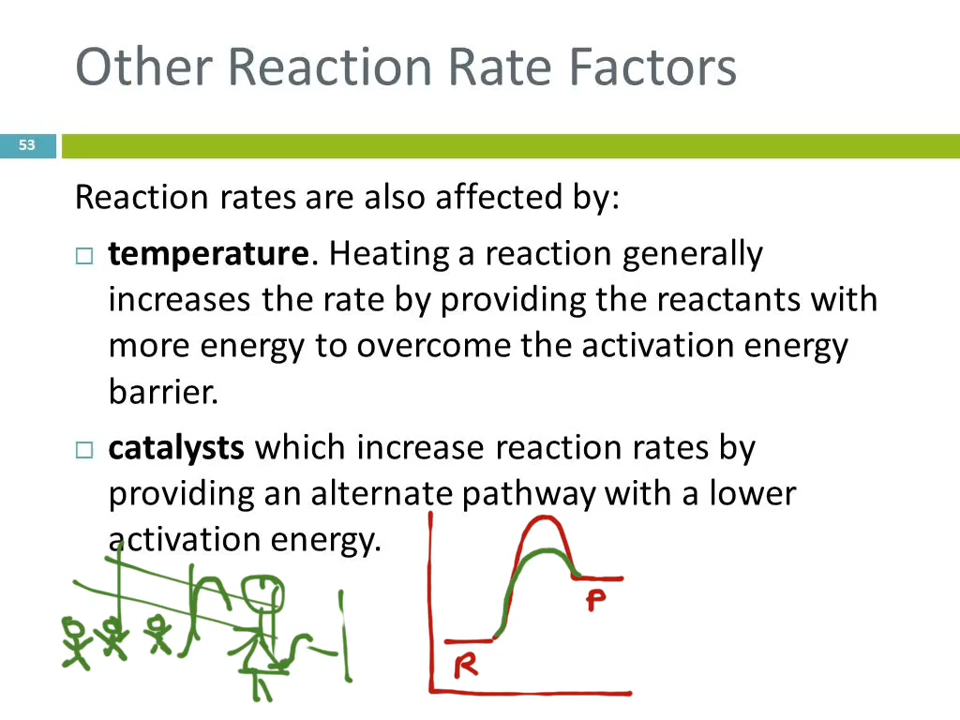 Other Reaction Rate Factors
53
Reaction rates are also affected by:
temperature. Heating a reaction generally
increases the rate by providing the reactants with
more energy to overcome the activation energy
barrier.
catalysts which increase reaction rates by
providing an alternate pathway with a lower
activation energy.
P
R